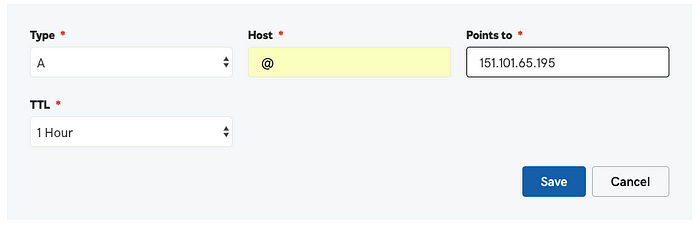 Type * Host * Points to *
A @ 151.101.65.195
TTL *
1 Hour
Save Cancel